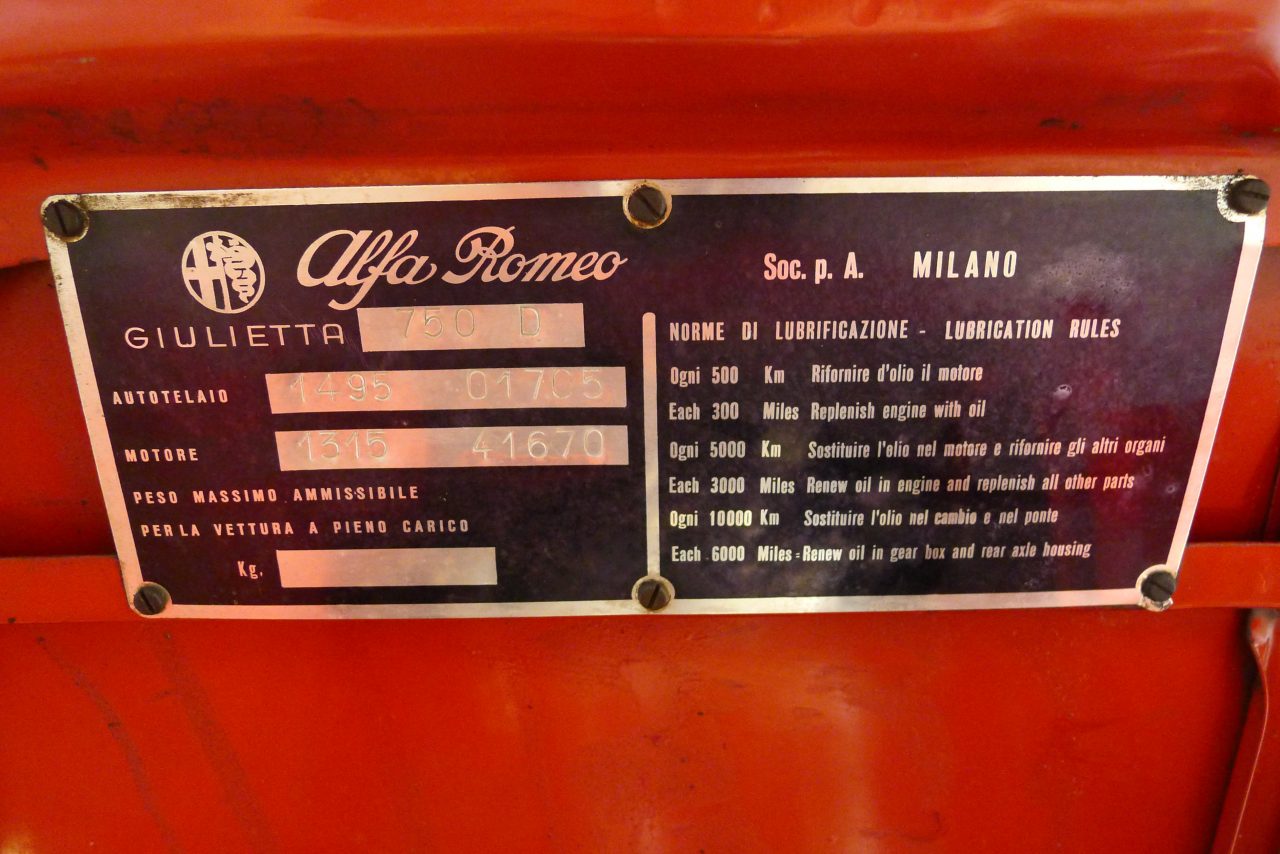 Alfa Romeo
GIULIETTA 750 D
AUTOTELAIO 1495 01705
MOTORE 1315 41670
PESO MASSIMO AMMISSIBILE
PER LA VETTURA A PIENO CARICO
Kg.
Soc. p. A. MILANO
NORME DI LUBRIFICAZIONE - LUBRICATION RULES
Ogni 500 Km Rifornire d'olio il motore
Each 300 Miles Replenish engine with oil
Ogni 5000 Km Sostituire l'olio nel motore e rifornire gli altri organi
Each 3000 Miles Renew oil in engine and replenish all other parts
Ogni 10000 Km Sostituire l'olio nel cambio e nel ponte
Each 6000 Miles - Renew oil in gear box and rear axle housing